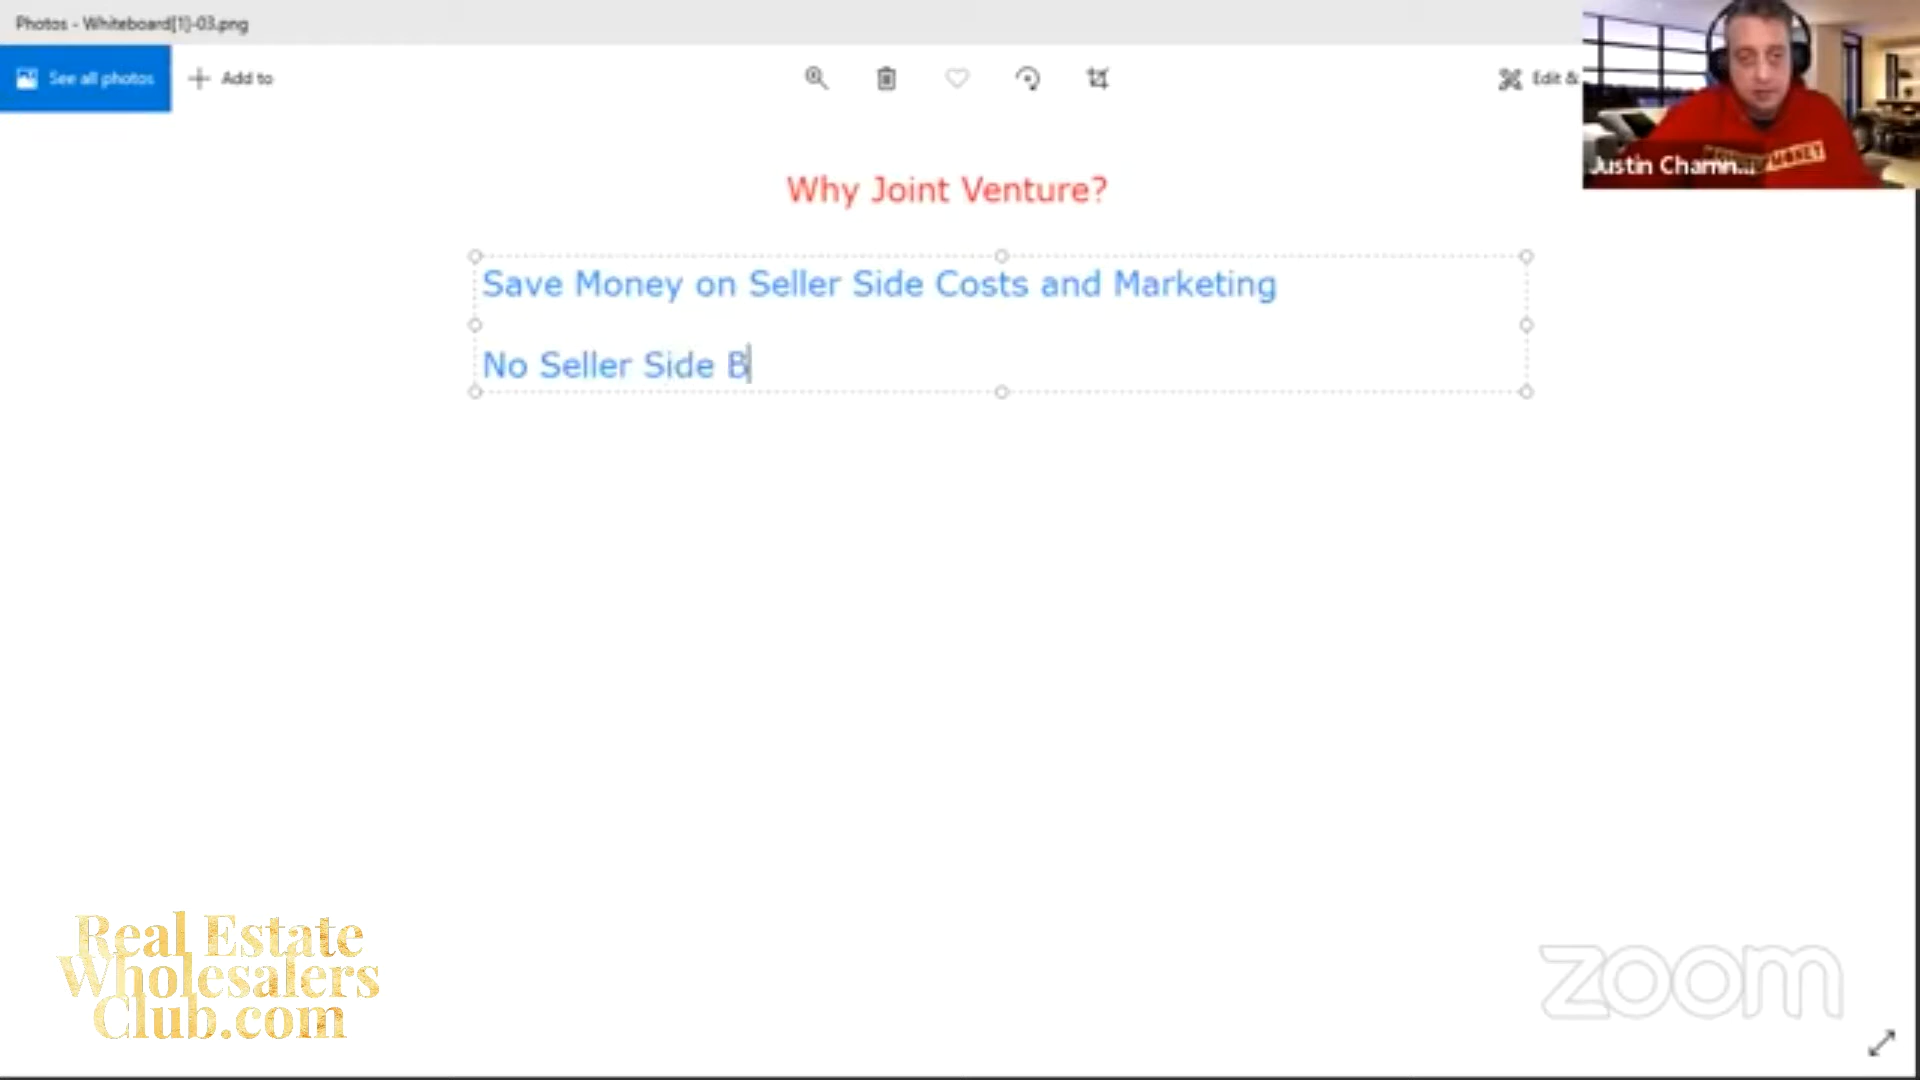 Photos - Whiteboard[1]-03.png
See all photos
Add to
Edit &
Justin Chamn...
MONEY
Why Joint Venture?
Save Money on Seller Side Costs and Marketing
No Seller Side B
Real Estate
Wholesalers
Club.com
zoom